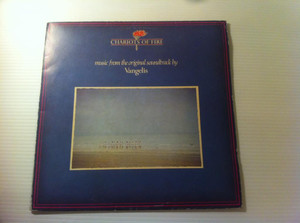 CHARIOTS OF FIRE
music from the original soundtrack by
Vangelis